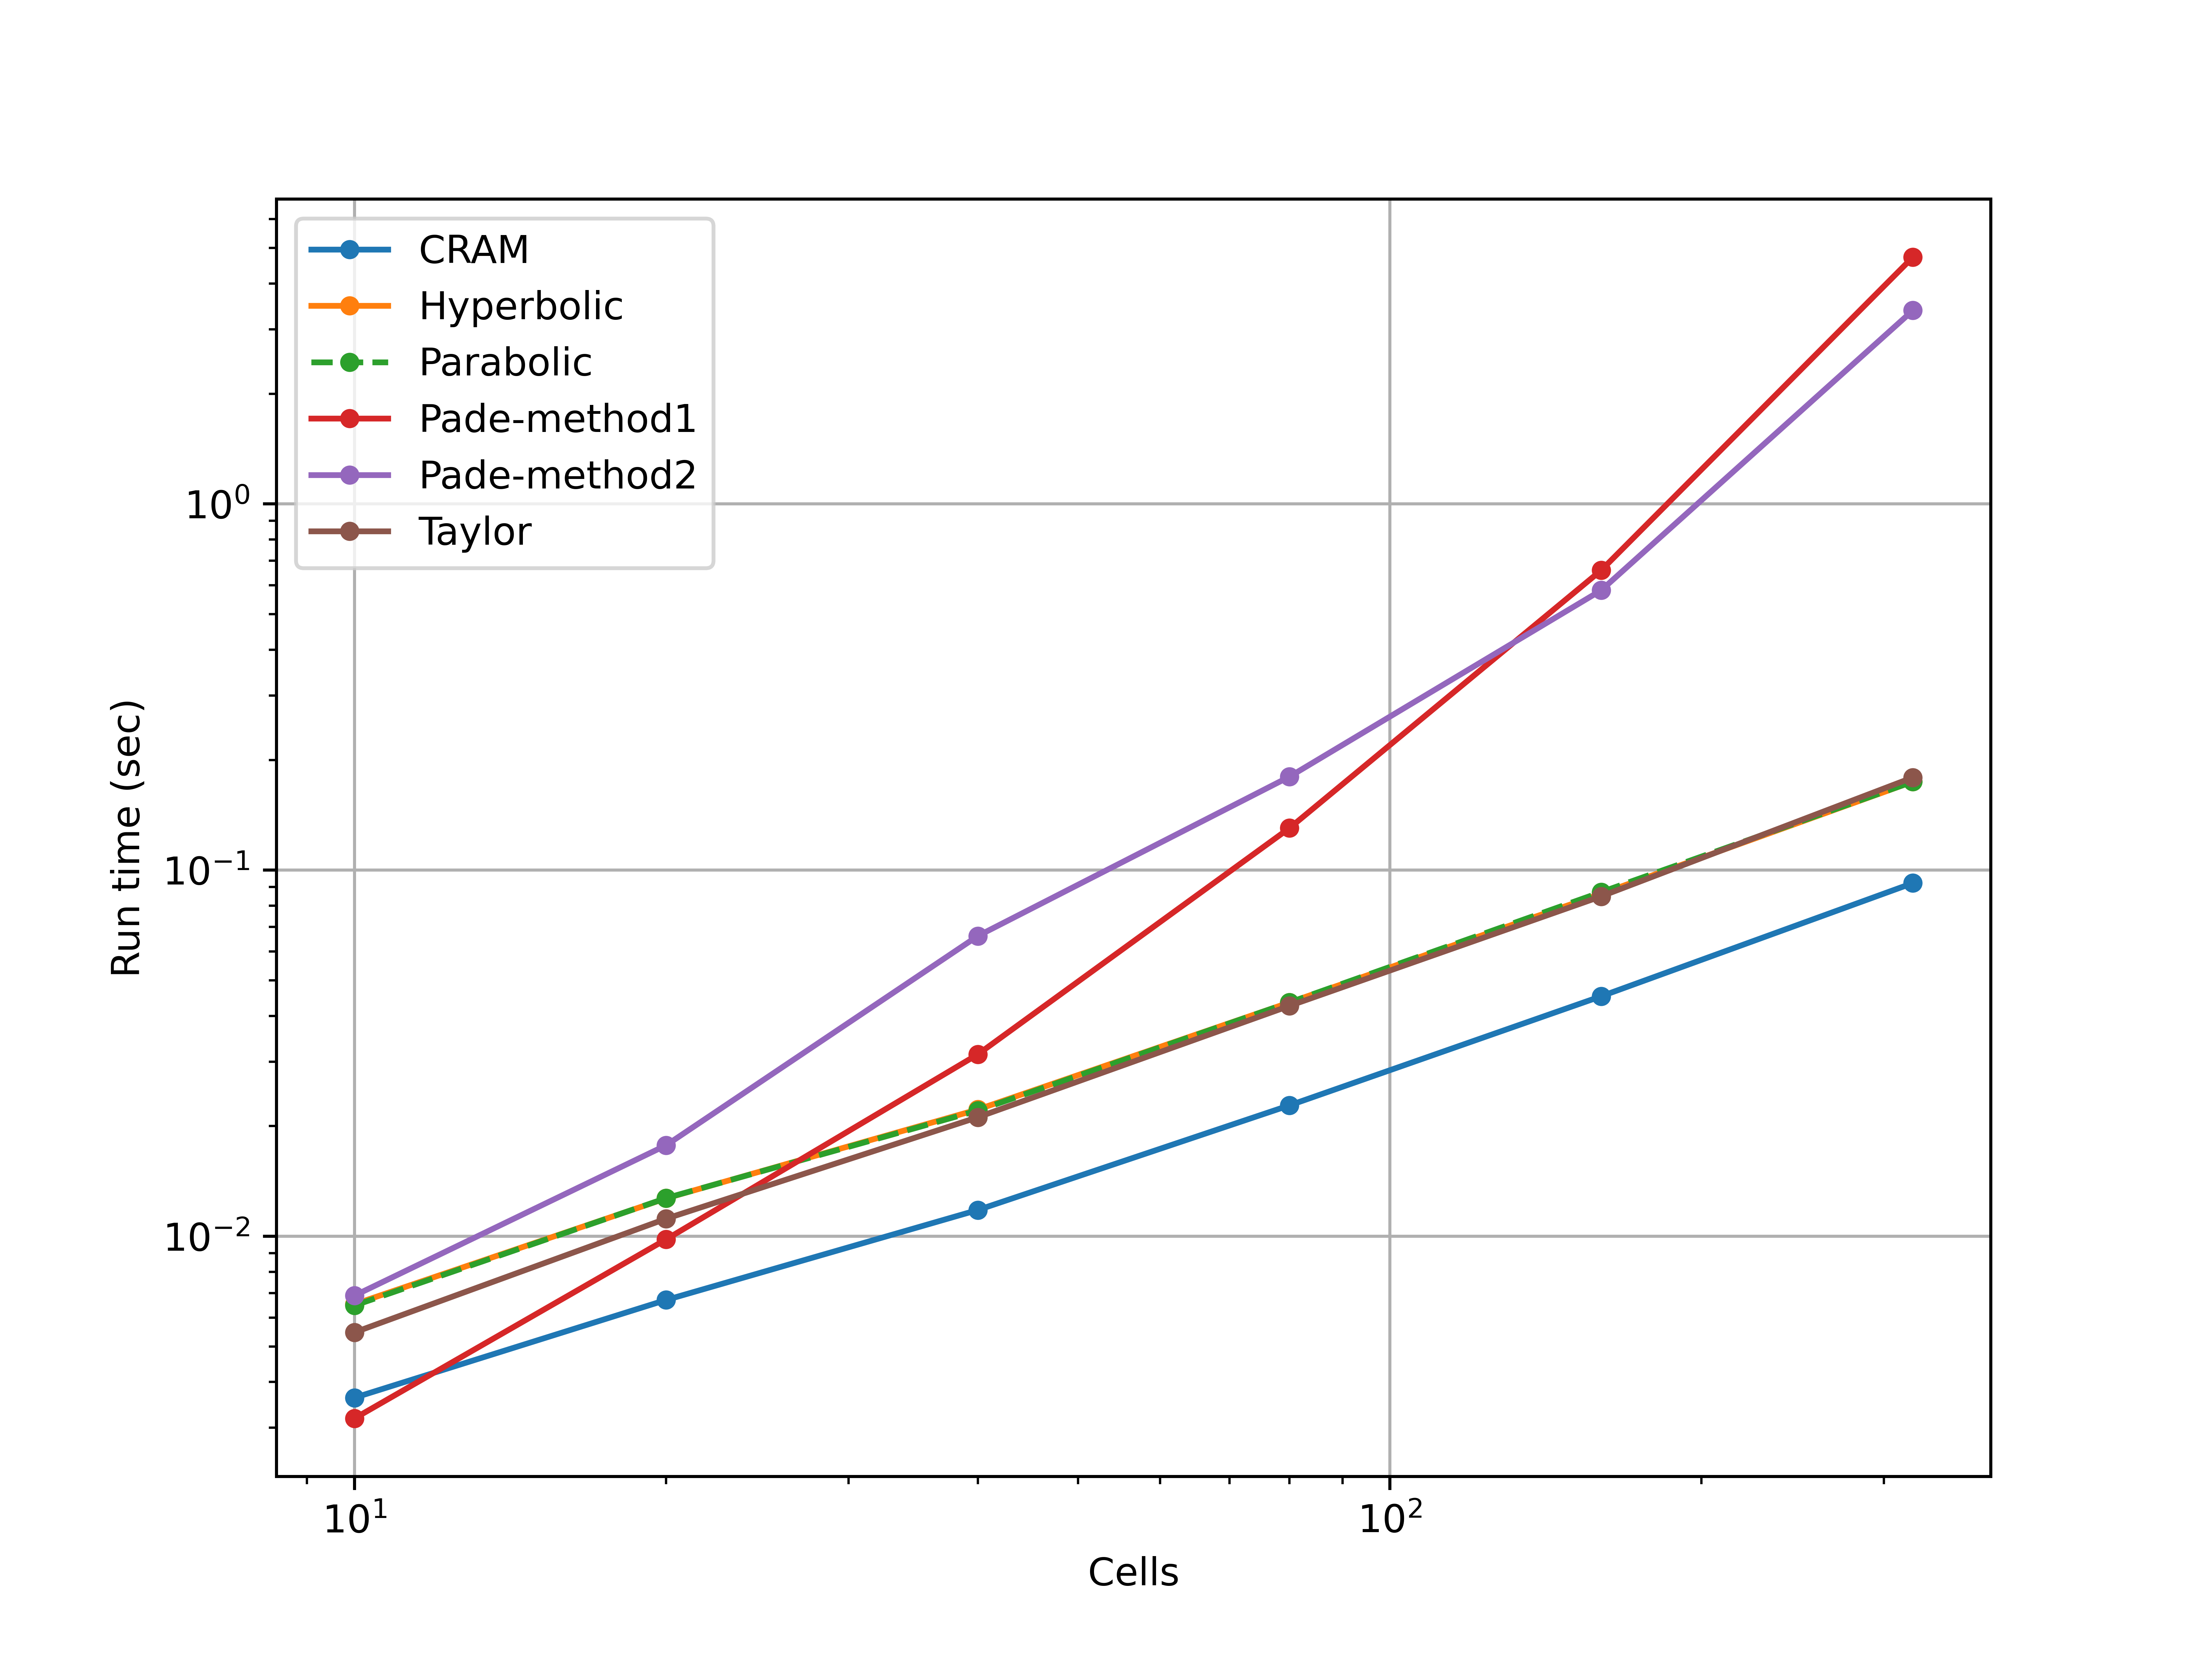 CRAM
Hyperbolic
Parabolic
Pade-method1
Pade-method2
Taylor
10⁰
10⁻¹
10⁻²
Run time (sec)
10¹ 10²
Cells